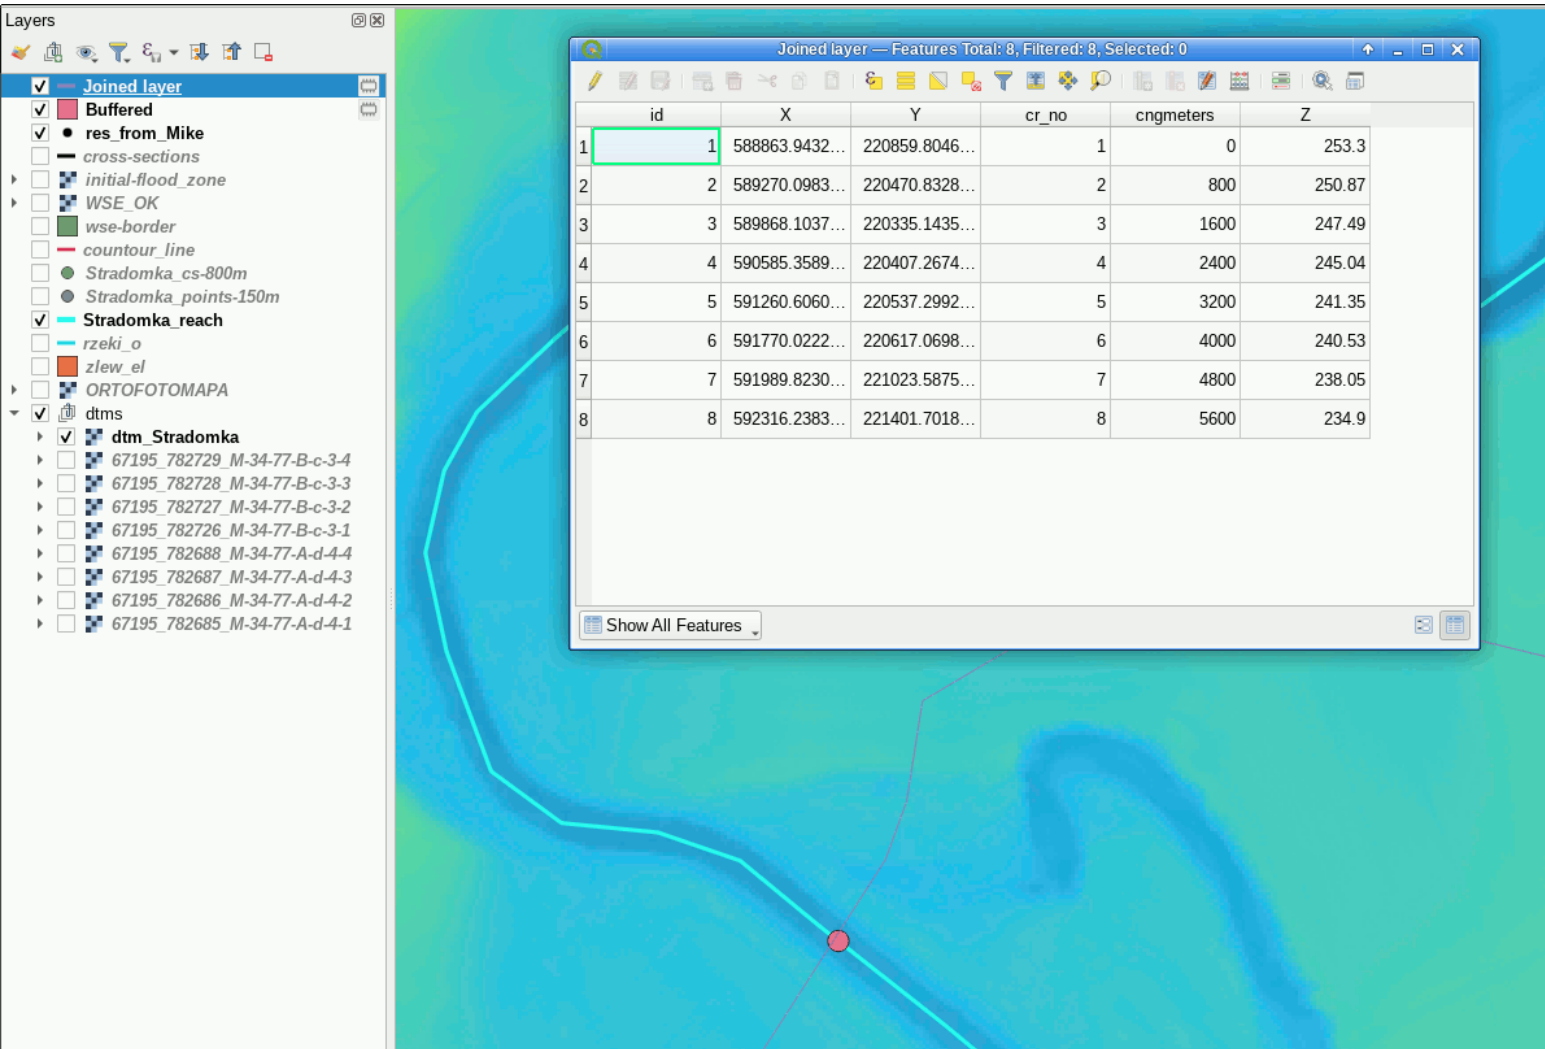 Layers
Joined layer
Buffered
res_from_Mike
cross-sections
initial-flood_zone
WSE_OK
wse-border
countour_line
Stradomka_cs-800m
Stradomka_points-150m
Stradomka_reach
rzeki_o
zlew_el
ORTOFOTOMAPA
dtms
dtm_Stradomka
67195_782729_M-34-77-B-c-3-4
67195_782728_M-34-77-B-c-3-3
67195_782727_M-34-77-B-c-3-2
67195_782726_M-34-77-B-c-3-1
67195_782688_M-34-77-A-d-4-4
67195_782687_M-34-77-A-d-4-3
67195_782686_M-34-77-A-d-4-2
67195_782685_M-34-77-A-d-4-1
Joined layer — Features Total: 8, Filtered: 8, Selected: 0
id X Y cr_no cngmeters Z
1 1 588863.9432... 220859.8046... 1 0 253.3
2 2 589270.0983... 220470.8328... 2 800 250.87
3 3 589868.1037... 220335.1435... 3 1600 247.49
4 4 590585.3589... 220407.2674... 4 2400 245.04
5 5 591260.6060... 220537.2992... 5 3200 241.35
6 6 591770.0222... 220617.0698... 6 4000 240.53
7 7 591989.8230... 221023.5875... 7 4800 238.05
8 8 592316.2383... 221401.7018... 8 5600 234.9
Show All Features